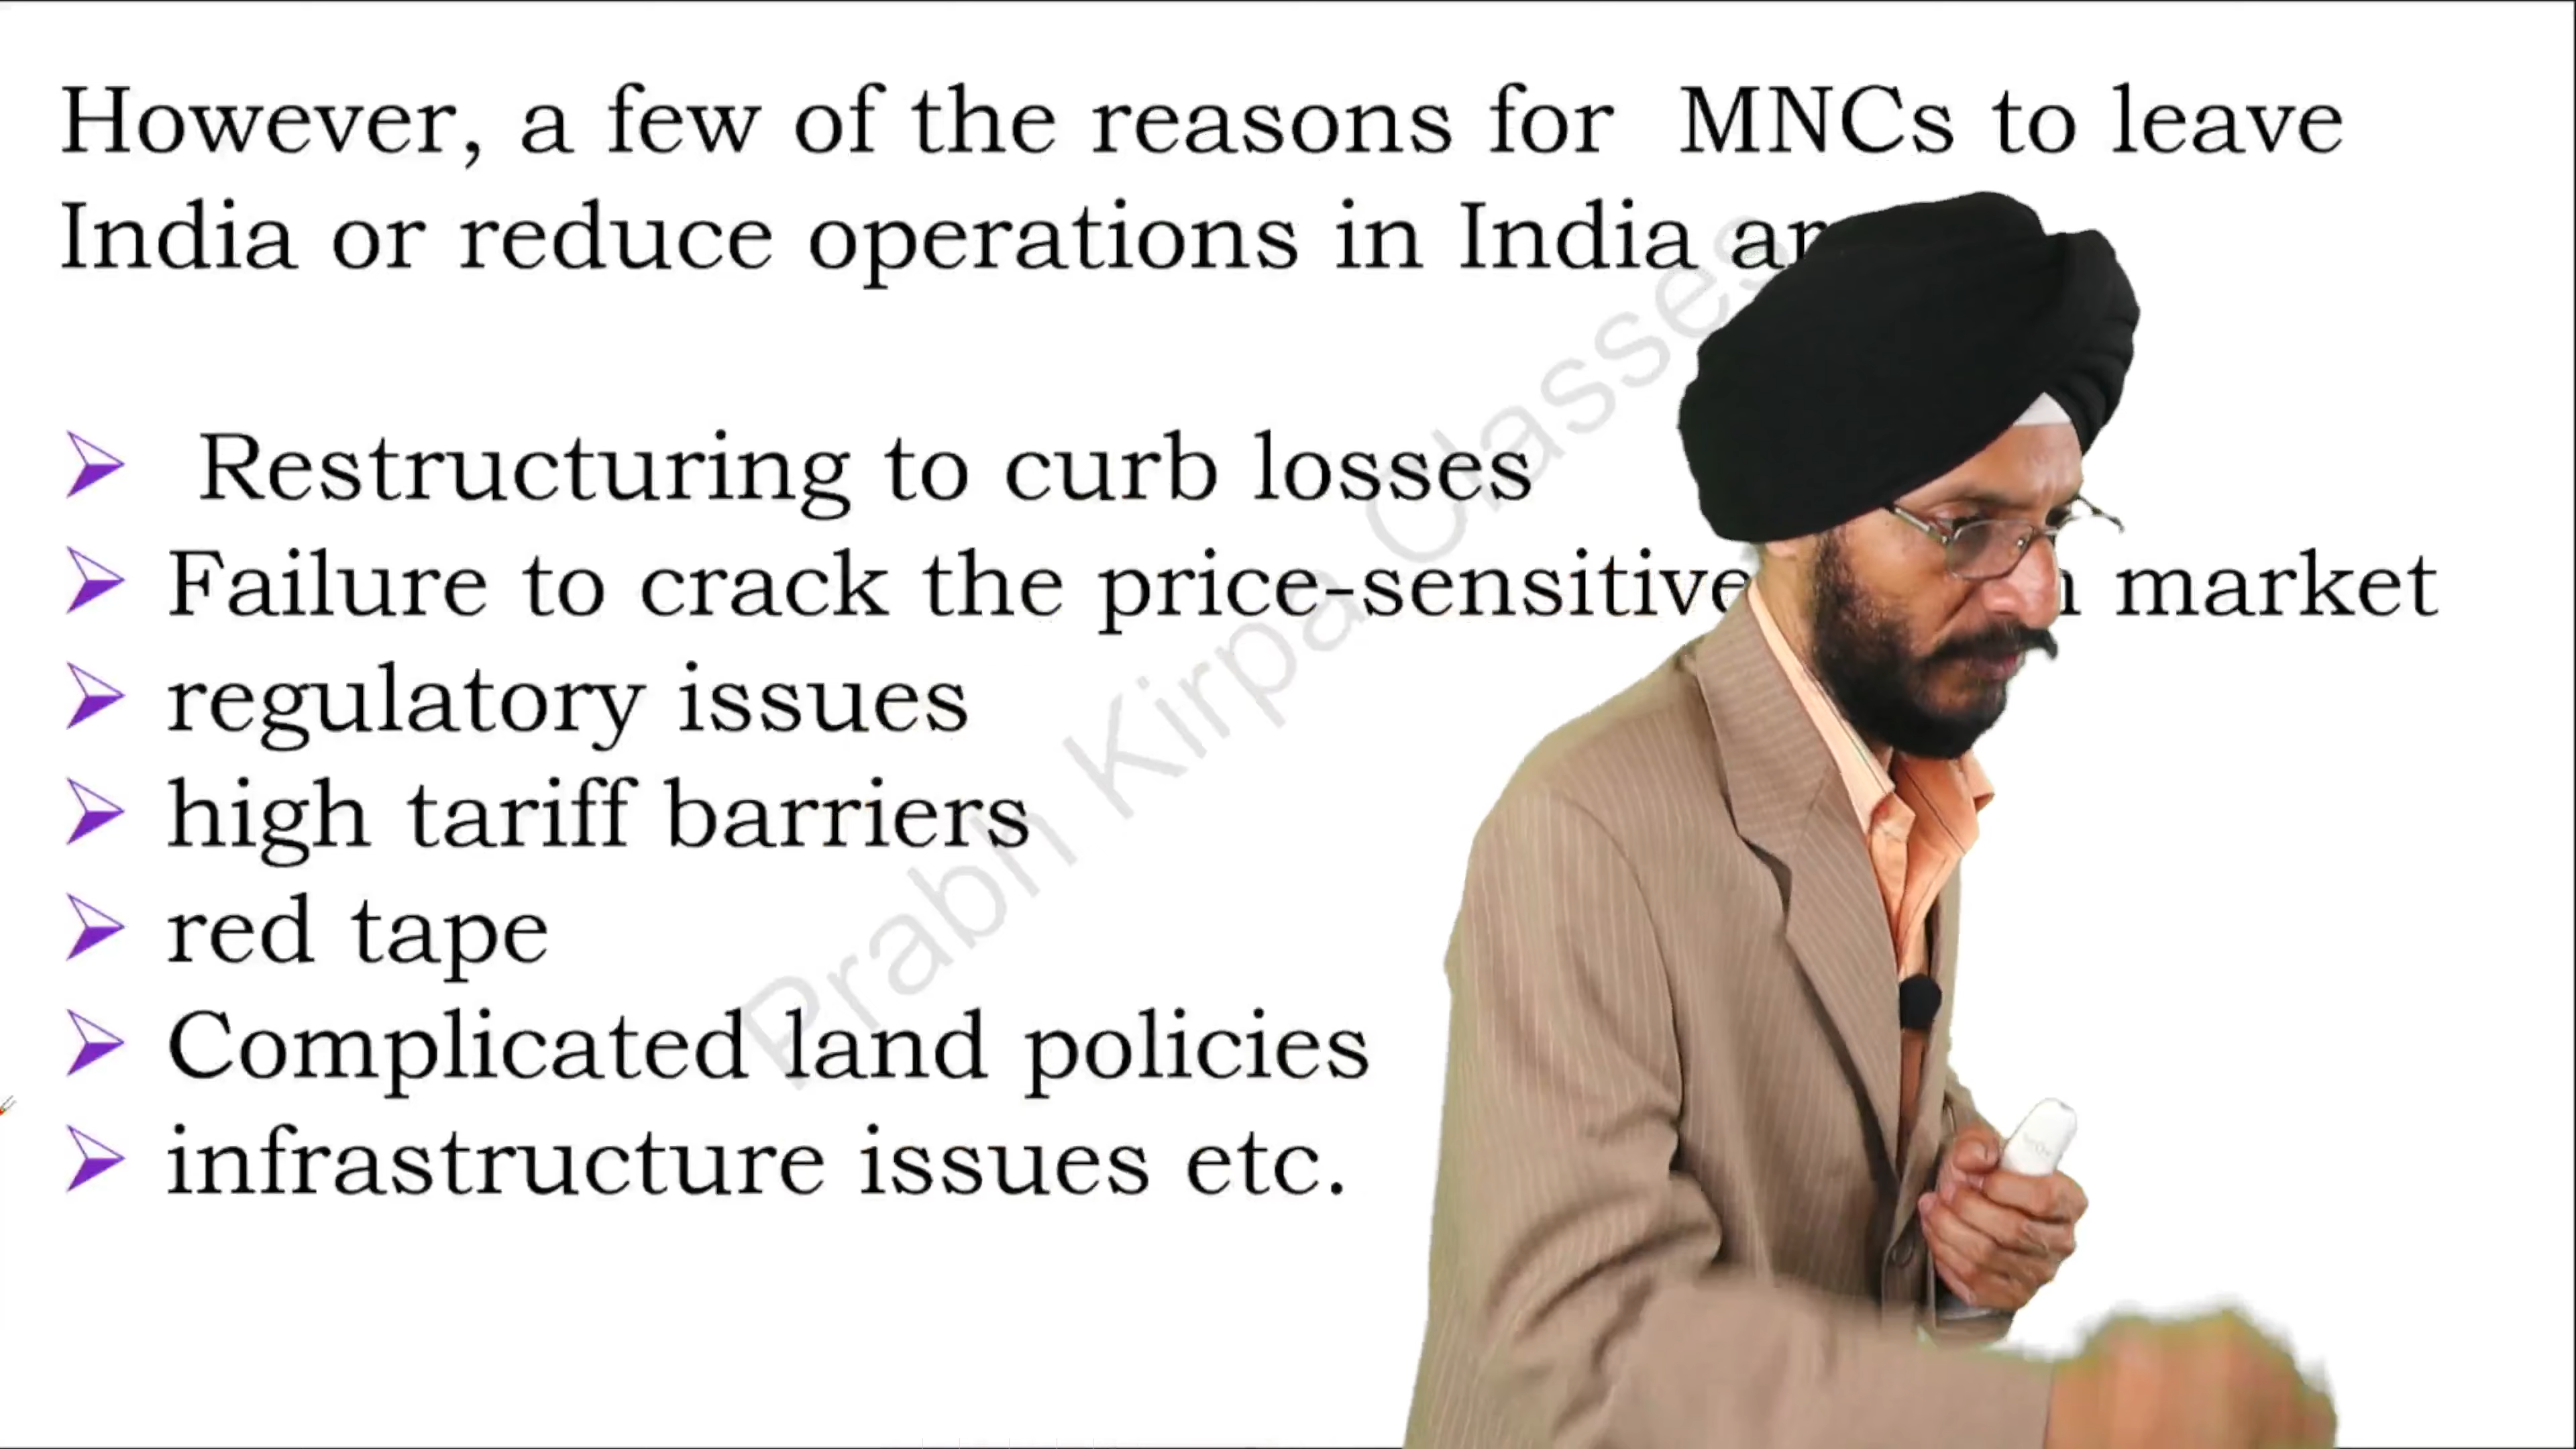 However, a few of the reasons for MNCs to leave
India or reduce operations in India
Restructuring to curb losses
Failure to crack the price-sensitive market
regulatory issues
high tariff barriers
red tape
Complicated land policies
infrastructure issues etc.
Prabh Kirpa Classes